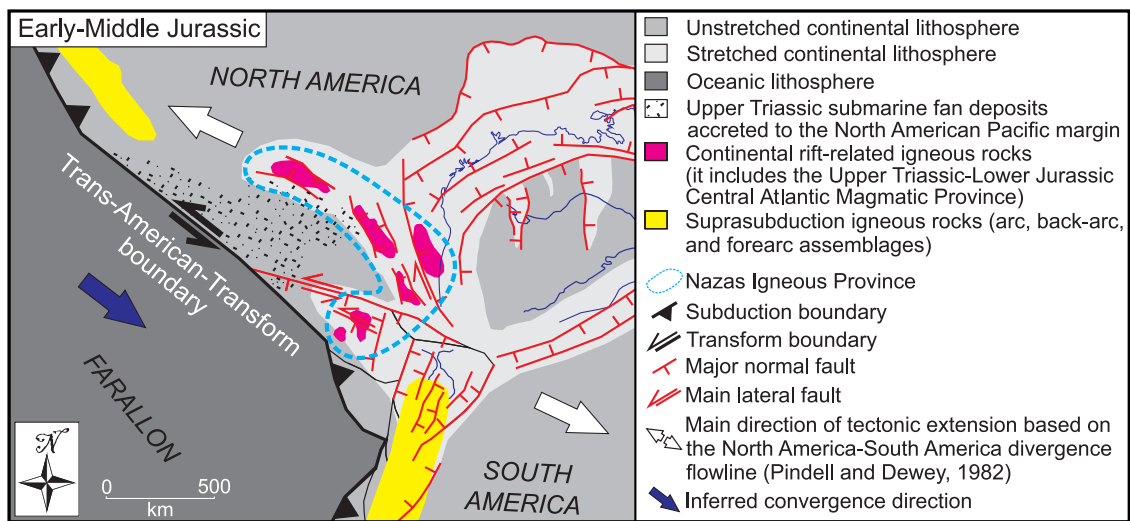 Early-Middle Jurassic
NORTH AMERICA
Trans-American-Transform
boundary
FARALLON
SOUTH
AMERICA
N
0 500
km
Unstretched continental lithosphere
Stretched continental lithosphere
Oceanic lithosphere
Upper Triassic submarine fan deposits
accreted to the North American Pacific margin
Continental rift-related igneous rocks
(it includes the Upper Triassic-Lower Jurassic
Central Atlantic Magmatic Province)
Suprasubduction igneous rocks (arc, back-arc,
and forearc assemblages)
Nazas Igneous Province
Subduction boundary
Transform boundary
Major normal fault
Main lateral fault
Main direction of tectonic extension based on
the North America-South America divergence
flowline (Pindell and Dewey, 1982)
Inferred convergence direction